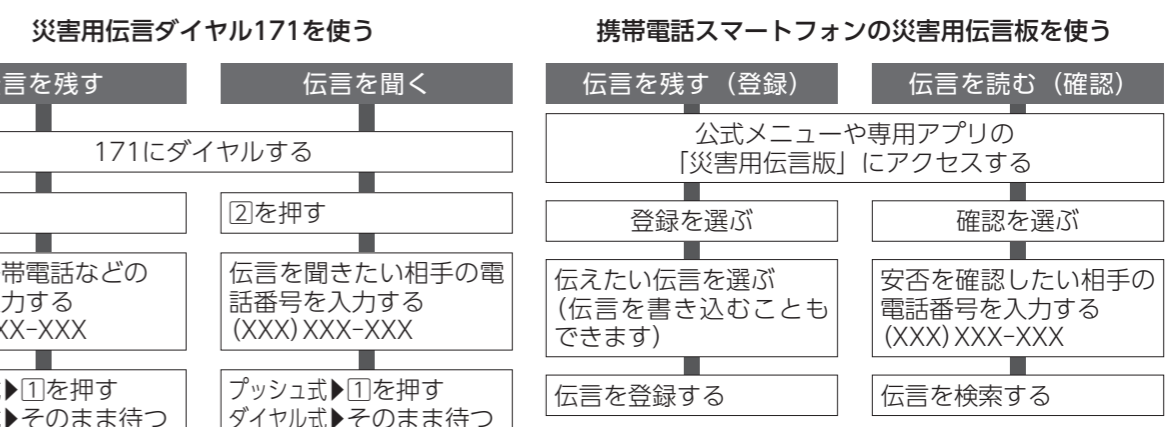 災害用伝言ダイヤル171を使う
言を残す
伝言を聞く
171にダイヤルする
2を押す
帯電話などの
力する
XX-XXX
伝言を聞きたい相手の電
話番号を入力する
(XXX)XXX-XXX
▶1を押す
▶そのまま待つ
プッシュ式▶1を押す
ダイヤル式▶そのまま待つ
携帯電話スマートフォンの災害用伝言板を使う
伝言を残す（登録）
伝言を読む（確認）
公式メニューや専用アプリの
「災害用伝言版」にアクセスする
登録を選ぶ
確認を選ぶ
伝えたい伝言を選ぶ
（伝言を書き込むことも
できます）
安否を確認したい相手の
電話番号を入力する
(XXX)XXX-XXX
伝言を登録する
伝言を検索する